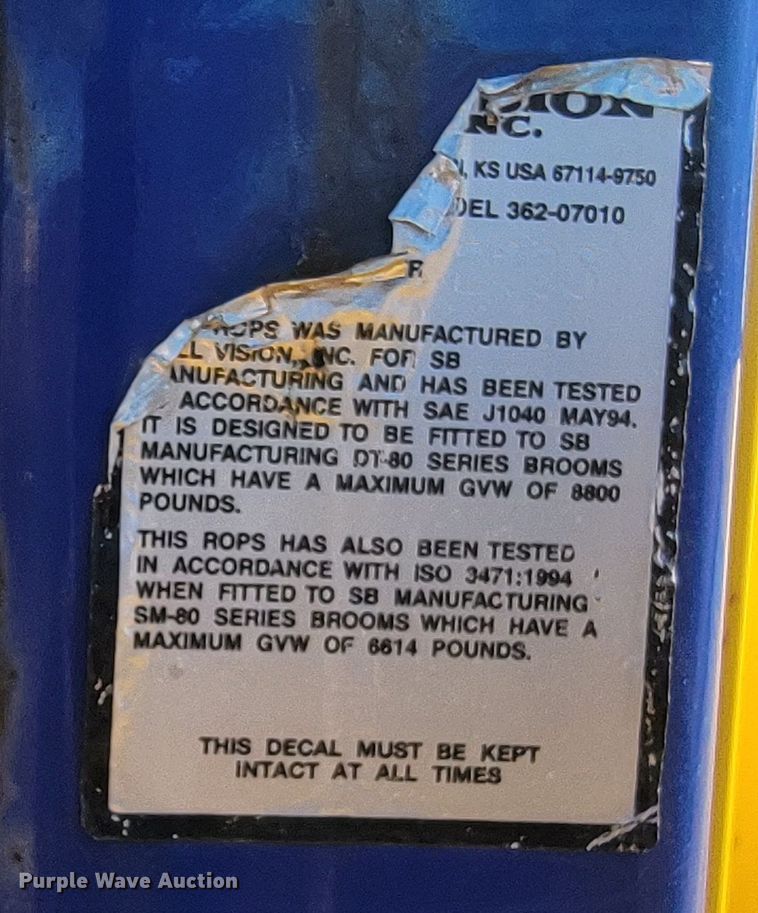 INC.
, KS USA 67114-9750
DEL 362-07010
R
ROPS WAS MANUFACTURED BY
LL VISION, INC. FOR SB
ANUFACTURING AND HAS BEEN TESTED
ACCORDANCE WITH SAE J1040 MAY94.
IT IS DESIGNED TO BE FITTED TO SB
MANUFACTURING DT-80 SERIES BROOMS
WHICH HAVE A MAXIMUM GVW OF 8800
POUNDS.
THIS ROPS HAS ALSO BEEN TESTED
IN ACCORDANCE WITH ISO 3471:1994
WHEN FITTED TO SB MANUFACTURING
SM-80 SERIES BROOMS WHICH HAVE A
MAXIMUM GVW OF 6614 POUNDS.
THIS DECAL MUST BE KEPT
INTACT AT ALL TIMES
Purple Wave Auction